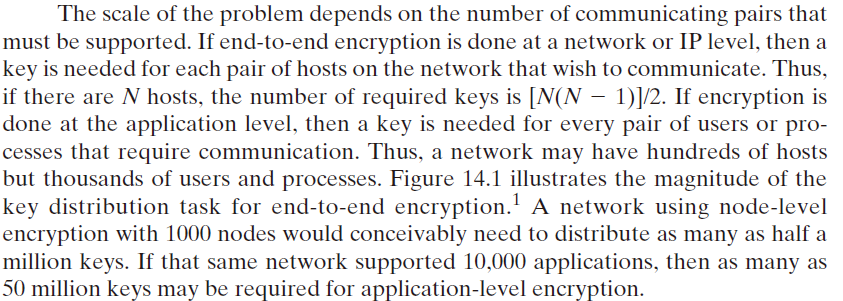 The scale of the problem depends on the number of communicating pairs that
must be supported. If end-to-end encryption is done at a network or IP level, then a
key is needed for each pair of hosts on the network that wish to communicate. Thus,
if there are N hosts, the number of required keys is [N(N − 1)]/2. If encryption is
done at the application level, then a key is needed for every pair of users or pro-
cesses that require communication. Thus, a network may have hundreds of hosts
but thousands of users and processes. Figure 14.1 illustrates the magnitude of the
key distribution task for end-to-end encryption.¹ A network using node-level
encryption with 1000 nodes would conceivably need to distribute as many as half a
million keys. If that same network supported 10,000 applications, then as many as
50 million keys may be required for application-level encryption.